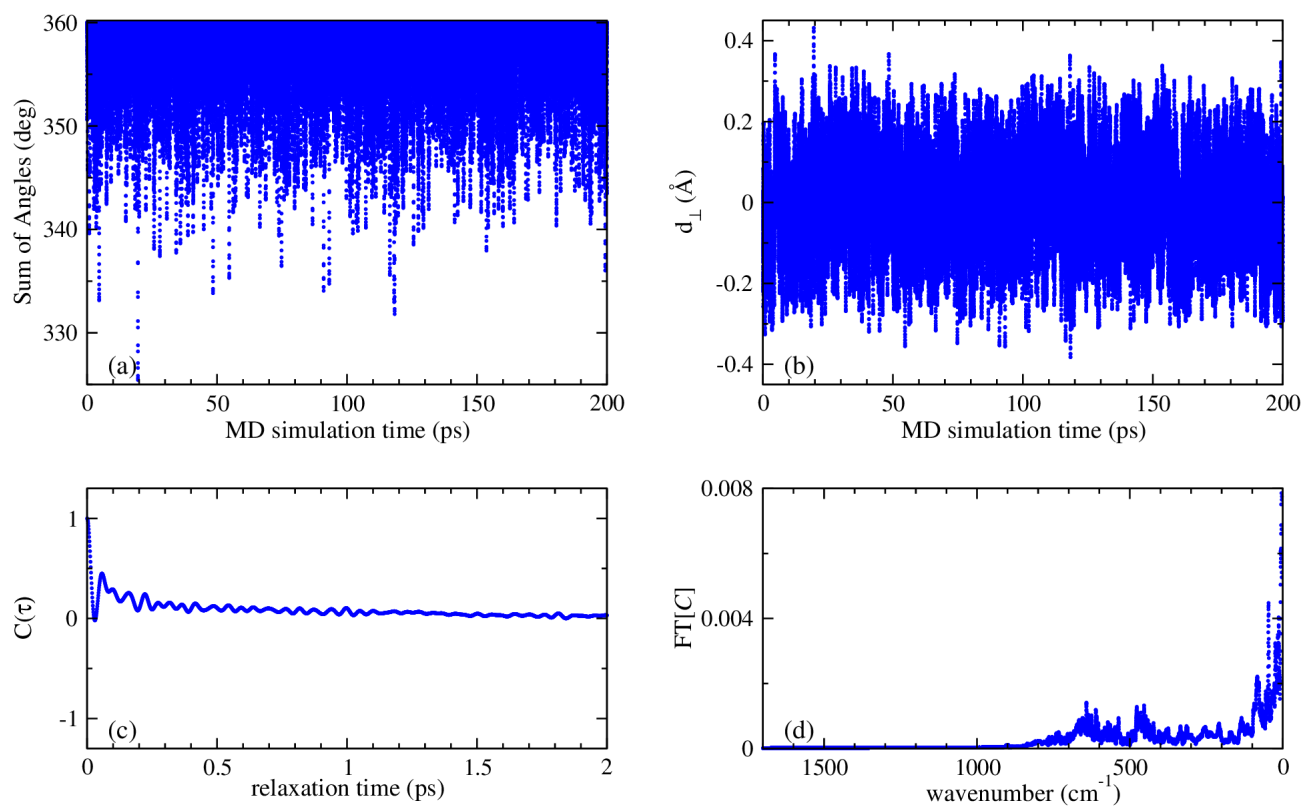 360
350
340
330
Sum of Angles (deg)
(a)
0 50 100 150 200
MD simulation time (ps)
0.4
0.2
0
-0.2
-0.4
d⊥ (Å)
(b)
0 50 100 150 200
MD simulation time (ps)
1
0
-1
C(τ)
(c)
0 0.5 1 1.5 2
relaxation time (ps)
0.008
0.004
0
FT[C]
(d)
1500 1000 500 0
wavenumber (cm⁻¹)